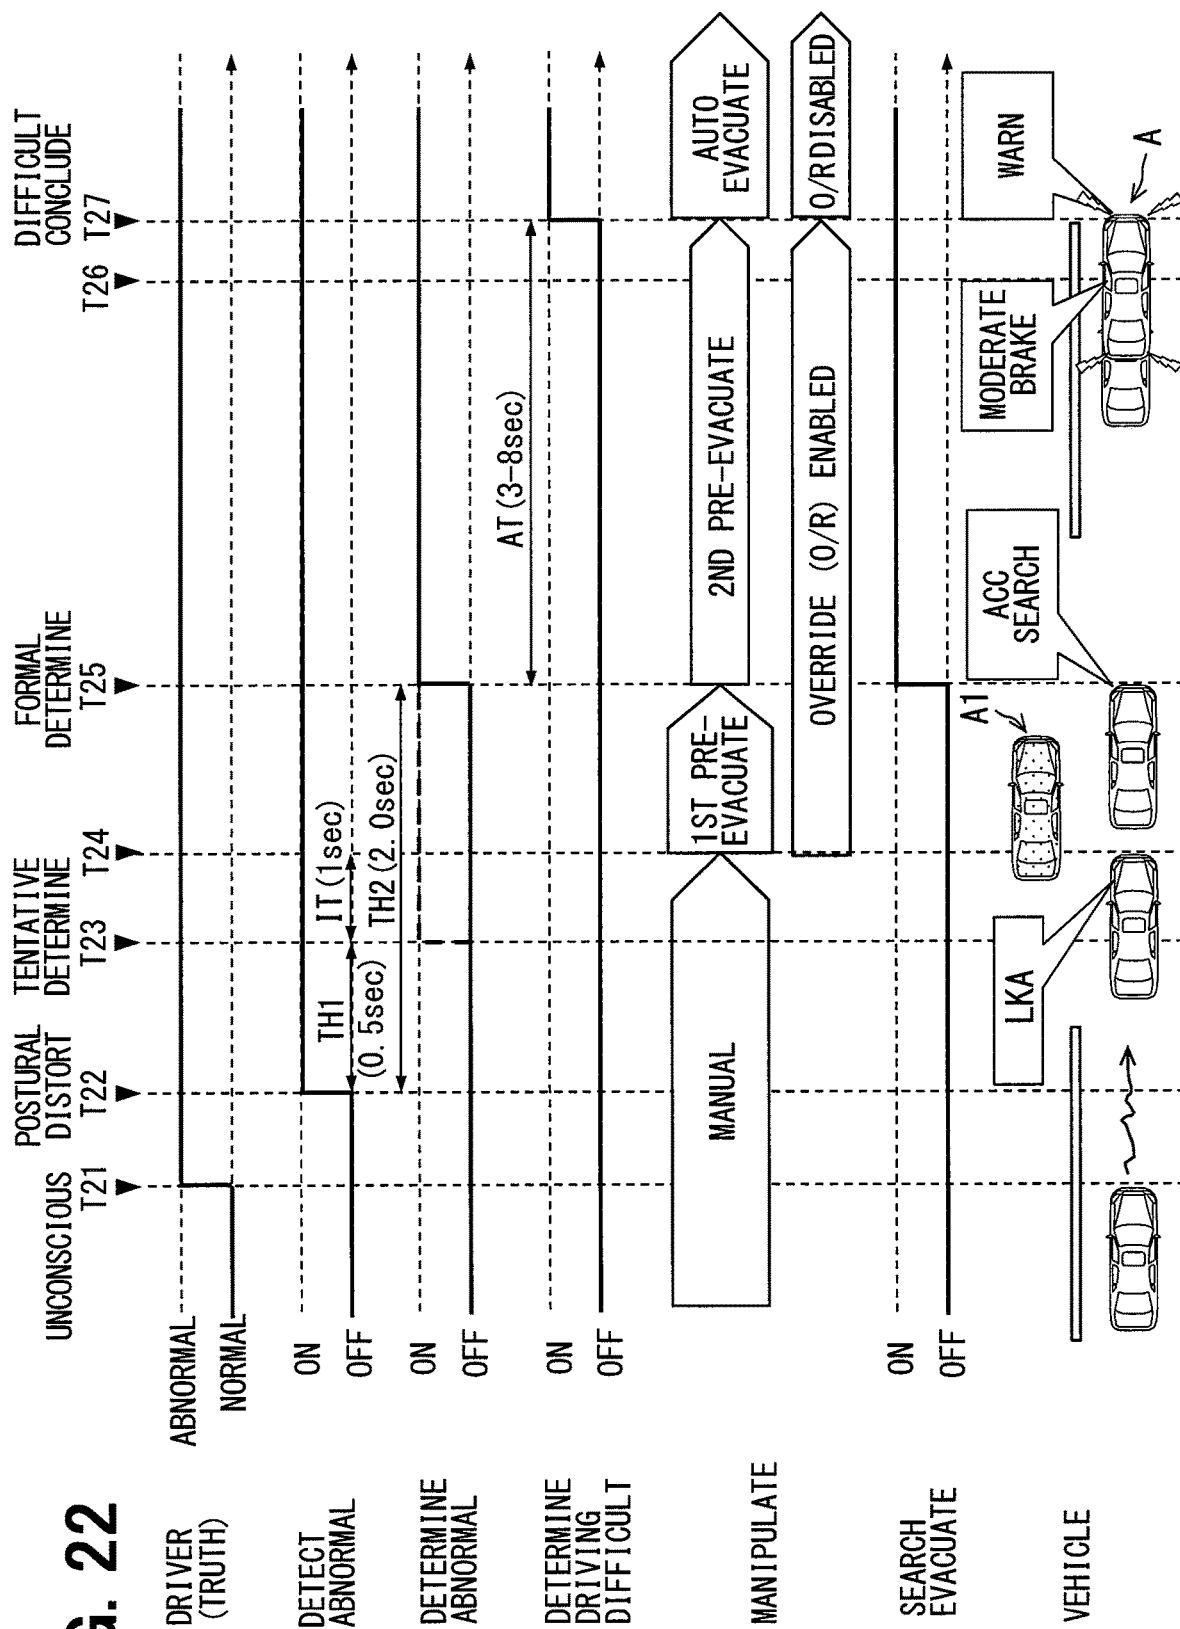 G. 22
UNCONSCIOUS
T21
POSTURAL
DISTORT
T22
TENTATIVE
DETERMINE
T23
T24
FORMAL
DETERMINE
T25
T26
DIFFICULT
CONCLUDE
T27
DRIVER
(TRUTH)
ABNORMAL
NORMAL
DETECT
ABNORMAL
ON
OFF
TH1
(0.5sec)
IT(1sec)
TH2(2.0sec)
DETERMINE
ABNORMAL
ON
OFF
AT(3-8sec)
DETERMINE
DRIVING
DIFFICULT
ON
OFF
MANIPULATE
MANUAL
1ST PRE-
EVACUATE
2ND PRE-EVACUATE
AUTO
EVACUATE
OVERRIDE (O/R) ENABLED
O/RDISABLED
SEARCH
EVACUATE
ON
OFF
VEHICLE
LKA
A1
ACC
SEARCH
MODERATE
BRAKE
WARN
A